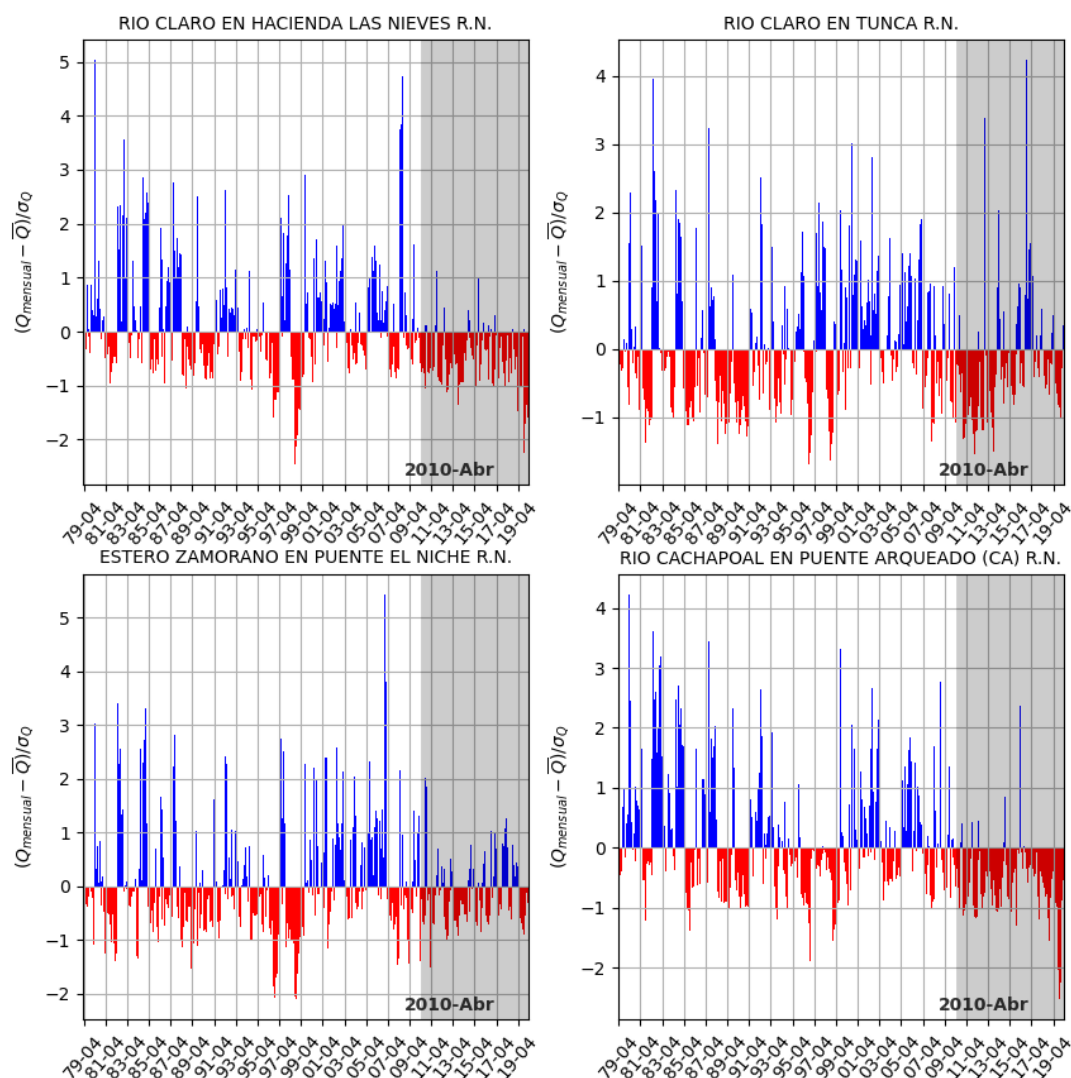 RIO CLARO EN HACIENDA LAS NIEVES R.N.
5
4
3
2
1
0
−1
−2
(Q_mensual − Q̅)/σ_Q
2010-Abr
79-04 81-04 83-04 85-04 87-04 89-04 91-04 93-04 95-04 97-04 99-04 01-04 03-04 05-04 07-04 09-04 11-04 13-04 15-04 17-04 19-04
RIO CLARO EN TUNCA R.N.
4
3
2
1
0
−1
(Q_mensual − Q̅)/σ_Q
2010-Abr
79-04 81-04 83-04 85-04 87-04 89-04 91-04 93-04 95-04 97-04 99-04 01-04 03-04 05-04 07-04 09-04 11-04 13-04 15-04 17-04 19-04
ESTERO ZAMORANO EN PUENTE EL NICHE R.N.
5
4
3
2
1
0
−1
−2
(Q_mensual − Q̅)/σ_Q
2010-Abr
79-04 81-04 83-04 85-04 87-04 89-04 91-04 93-04 95-04 97-04 99-04 01-04 03-04 05-04 07-04 09-04 11-04 13-04 15-04 17-04 19-04
RIO CACHAPOAL EN PUENTE ARQUEADO (CA) R.N.
4
3
2
1
0
−1
−2
(Q_mensual − Q̅)/σ_Q
2010-Abr
79-04 81-04 83-04 85-04 87-04 89-04 91-04 93-04 95-04 97-04 99-04 01-04 03-04 05-04 07-04 09-04 11-04 13-04 15-04 17-04 19-04